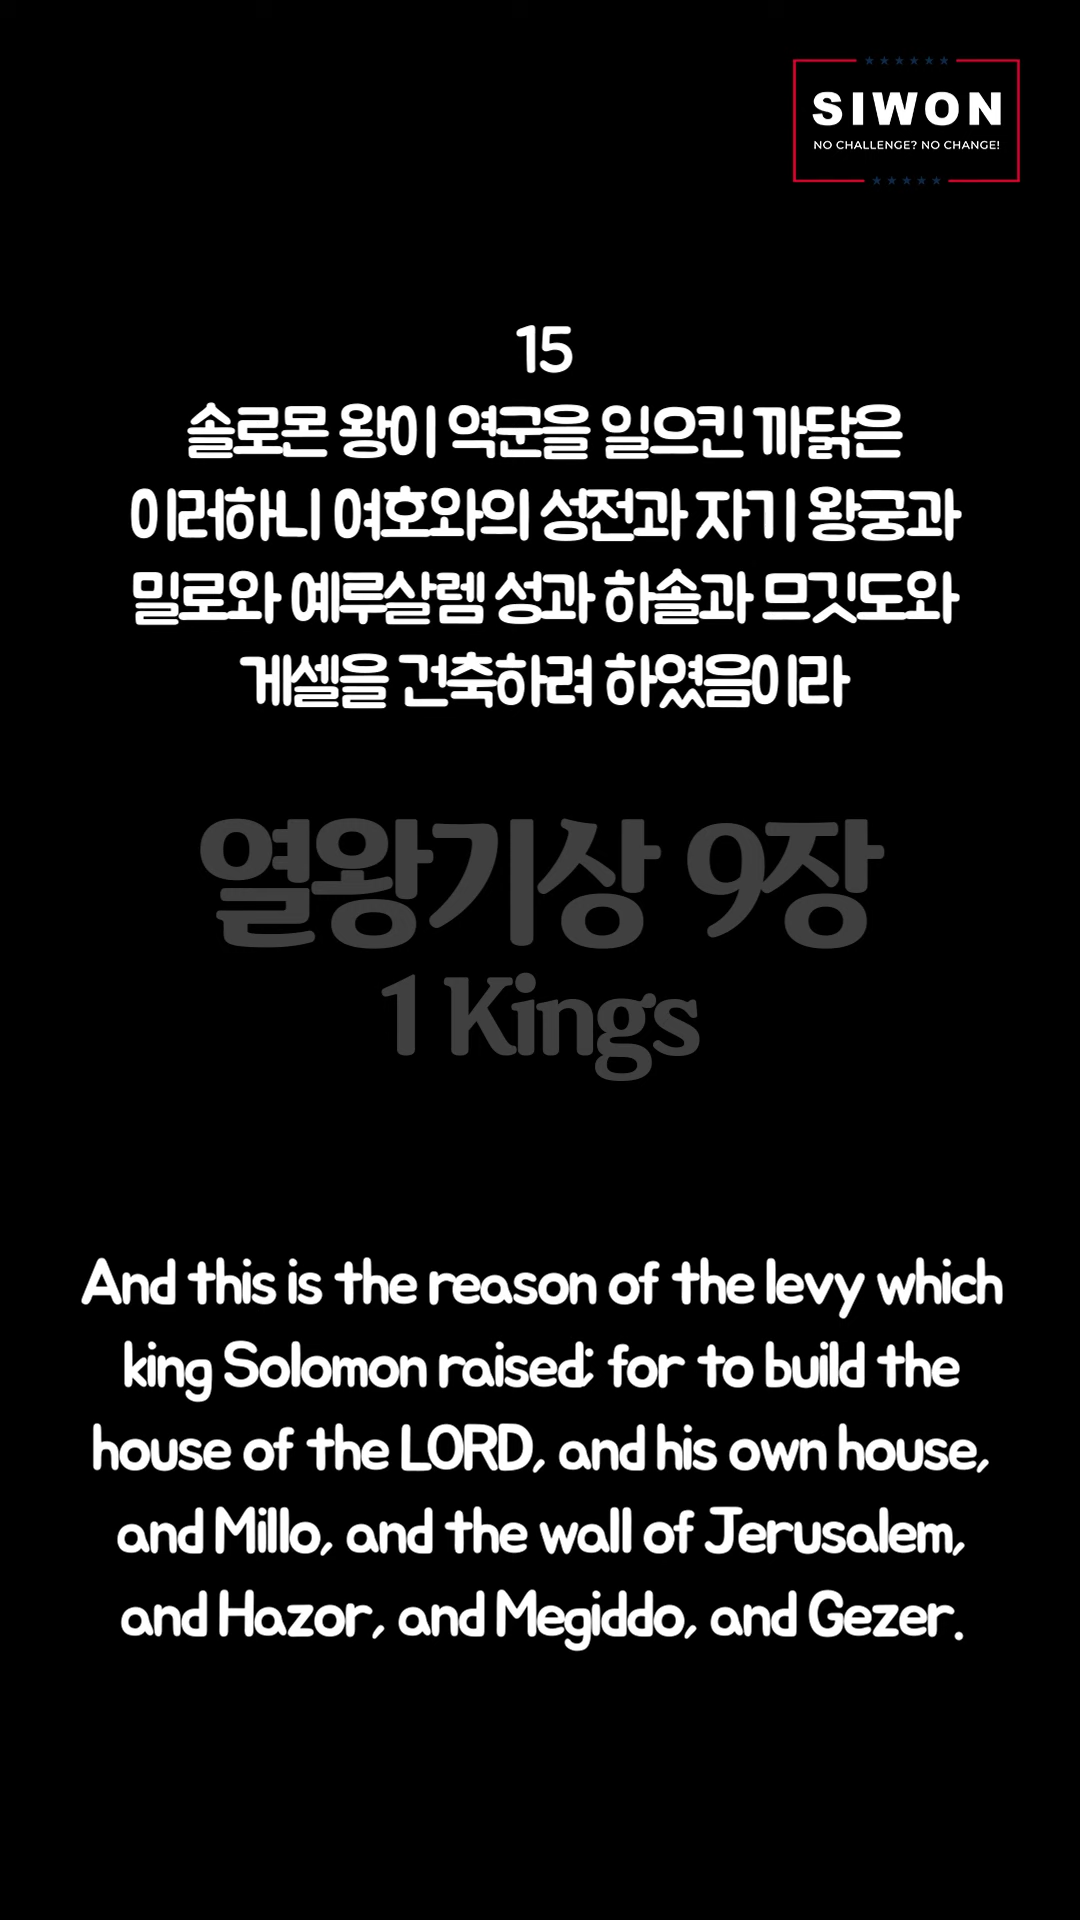 SIWON
NO CHALLENGE? NO CHANGE!
15
솔로몬 왕이 역군을 일으킨 까닭은
이러하니 여호와의 성전과 자기 왕궁과
밀로와 예루살렘 성과 하솔과 므깃도와
게셀을 건축하려 하였음이라
열왕기상 9장
1 Kings
And this is the reason of the levy which
king Solomon raised; for to build the
house of the LORD, and his own house,
and Millo, and the wall of Jerusalem,
and Hazor, and Megiddo, and Gezer.